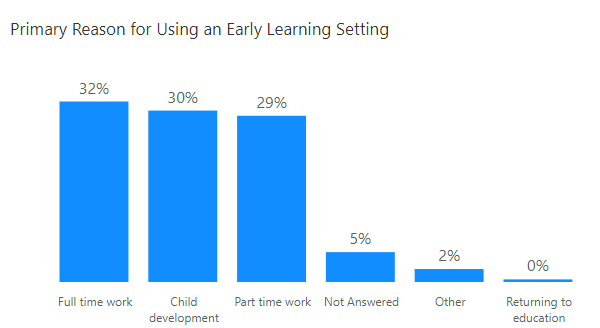 Primary Reason for Using an Early Learning Setting
32%
30%
29%
5%
2%
0%
Full time work
Child
development
Part time work
Not Answered
Other
Returning to
education